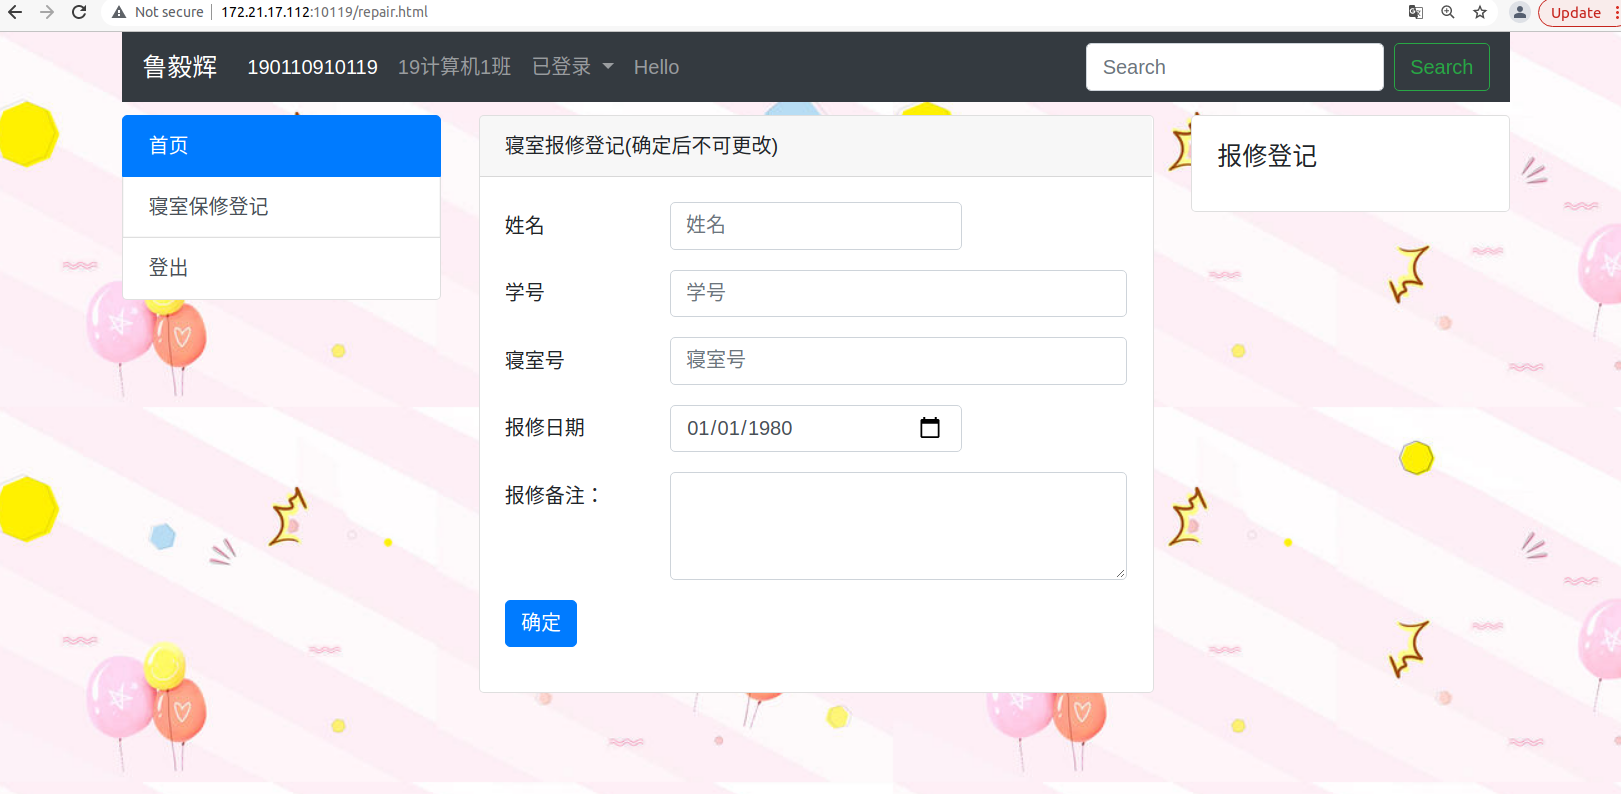 Not secure | 172.21.17.112:10119/repair.html
Update
鲁毅辉 190110910119 19计算机1班 已登录 Hello Search Search
首页
寝室保修登记
登出
寝室报修登记(确定后不可更改)
姓名 姓名
学号 学号
寝室号 寝室号
报修日期 01/01/1980
报修备注：
确定
报修登记